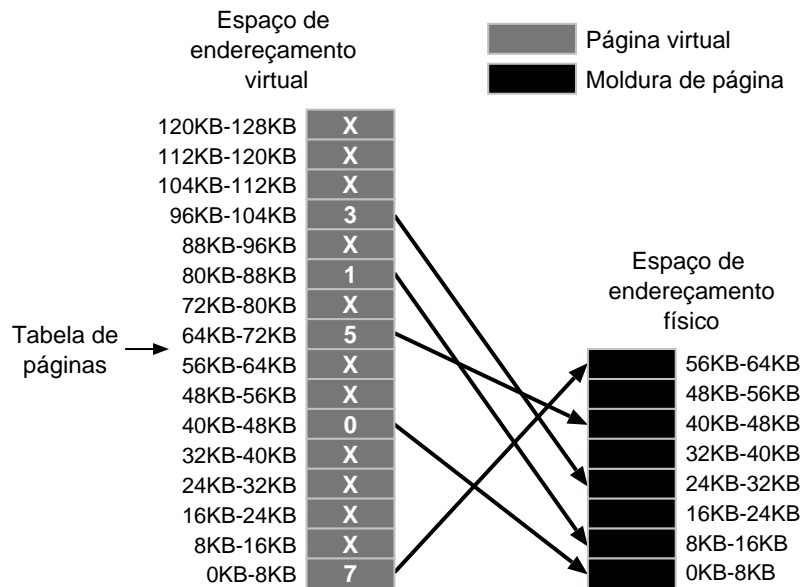 Espaço de
endereçamento
virtual
Página virtual
Moldura de página
120KB-128KB X
112KB-120KB X
104KB-112KB X
96KB-104KB 3
88KB-96KB X
80KB-88KB 1
72KB-80KB X
64KB-72KB 5
56KB-64KB X
48KB-56KB X
40KB-48KB 0
32KB-40KB X
24KB-32KB X
16KB-24KB X
8KB-16KB X
0KB-8KB 7
Tabela de
páginas
Espaço de
endereçamento
físico
56KB-64KB
48KB-56KB
40KB-48KB
32KB-40KB
24KB-32KB
16KB-24KB
8KB-16KB
0KB-8KB